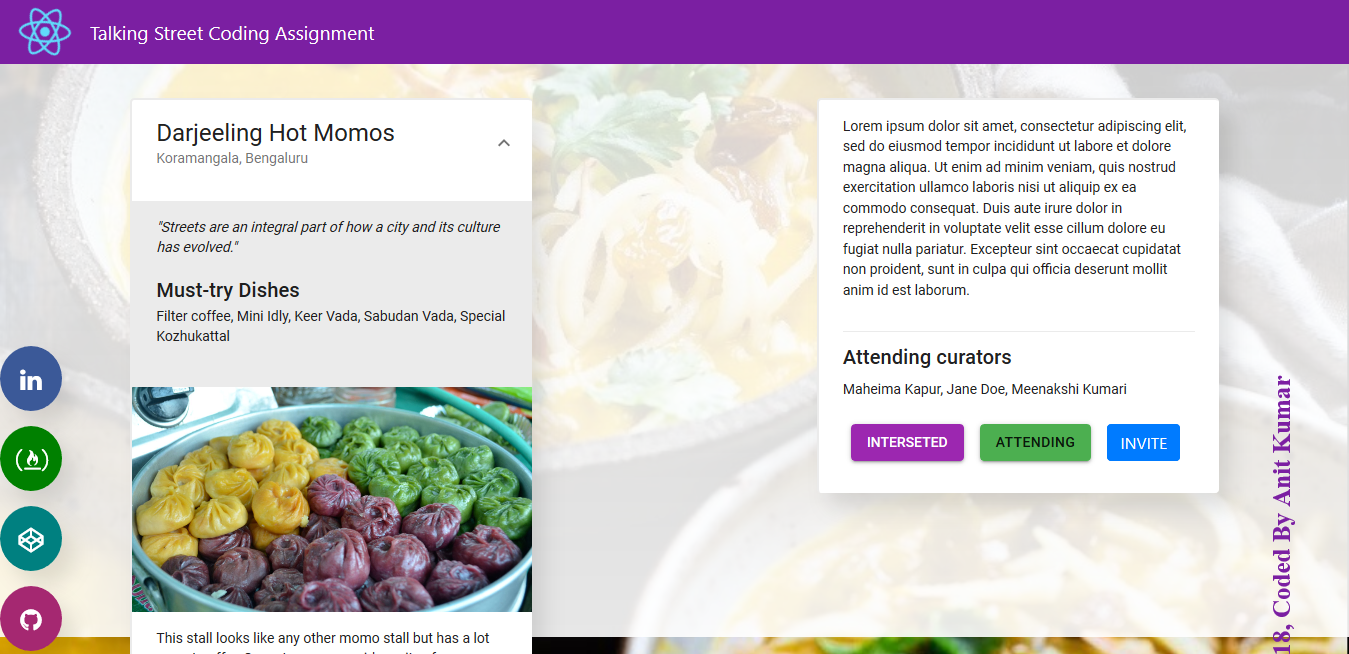 Talking Street Coding Assignment
Darjeeling Hot Momos
Koramangala, Bengaluru
"Streets are an integral part of how a city and its culture
has evolved."
Must-try Dishes
Filter coffee, Mini Idly, Keer Vada, Sabudan Vada, Special
Kozhukattal
This stall looks like any other momo stall but has a lot
Lorem ipsum dolor sit amet, consectetur adipiscing elit,
sed do eiusmod tempor incididunt ut labore et dolore
magna aliqua. Ut enim ad minim veniam, quis nostrud
exercitation ullamco laboris nisi ut aliquip ex ea
commodo consequat. Duis aute irure dolor in
reprehenderit in voluptate velit esse cillum dolore eu
fugiat nulla pariatur. Excepteur sint occaecat cupidatat
non proident, sunt in culpa qui officia deserunt mollit
anim id est laborum.
Attending curators
Maheima Kapur, Jane Doe, Meenakshi Kumari
INTERSETED
ATTENDING
INVITE
18, Coded By Anit Kumar
in